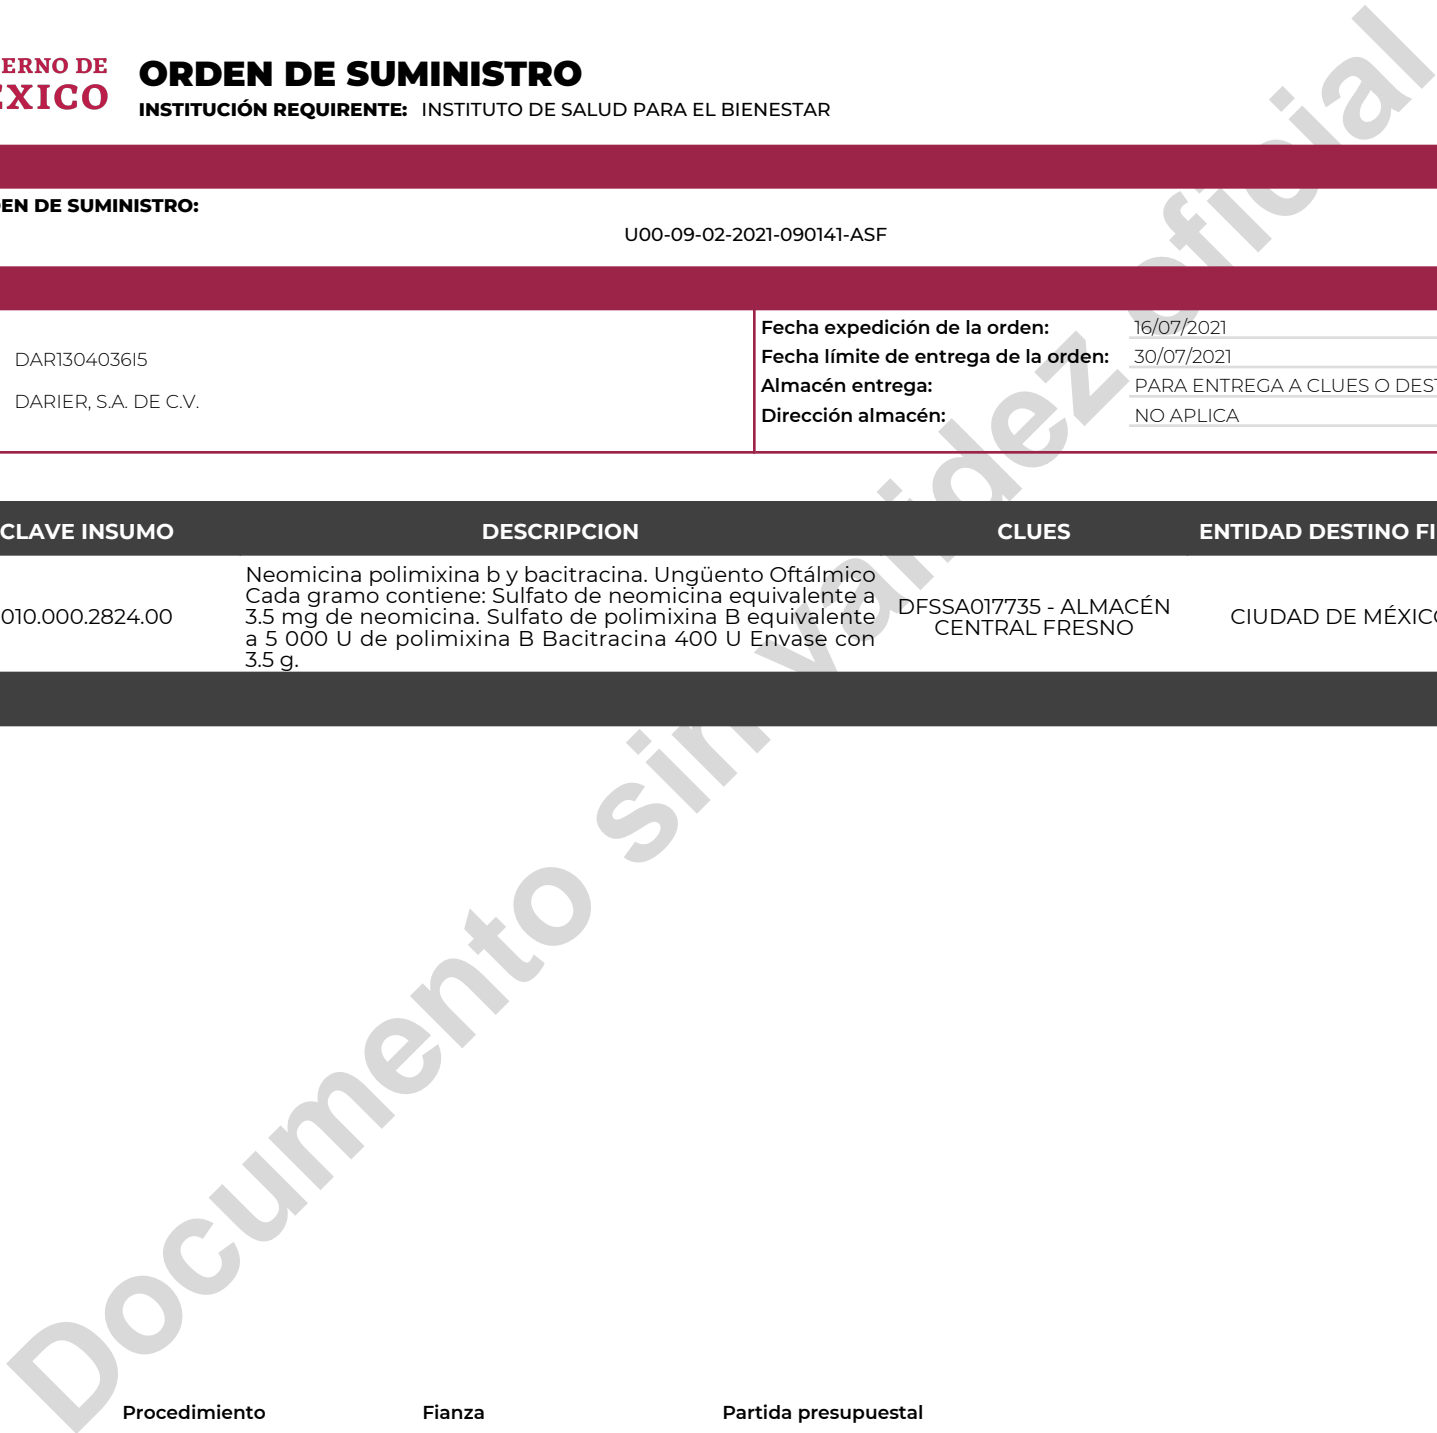 ERNO DE
ÉXICO
ORDEN DE SUMINISTRO
INSTITUCIÓN REQUIRENTE: INSTITUTO DE SALUD PARA EL BIENESTAR
EN DE SUMINISTRO:
U00-09-02-2021-090141-ASF
DAR1304036I5
DARIER, S.A. DE C.V.
Fecha expedición de la orden: 16/07/2021
Fecha límite de entrega de la orden: 30/07/2021
Almacén entrega: PARA ENTREGA A CLUES O DEST
Dirección almacén: NO APLICA
CLAVE INSUMO DESCRIPCION CLUES ENTIDAD DESTINO FI
010.000.2824.00
Neomicina polimixina b y bacitracina. Ungüento Oftálmico
Cada gramo contiene: Sulfato de neomicina equivalente a
3.5 mg de neomicina. Sulfato de polimixina B equivalente
a 5 000 U de polimixina B Bacitracina 400 U Envase con
3.5 g.
DFSSA017735 - ALMACÉN
CENTRAL FRESNO
CIUDAD DE MÉXICO
Documento sin validez oficial
Procedimiento Fianza Partida presupuestal